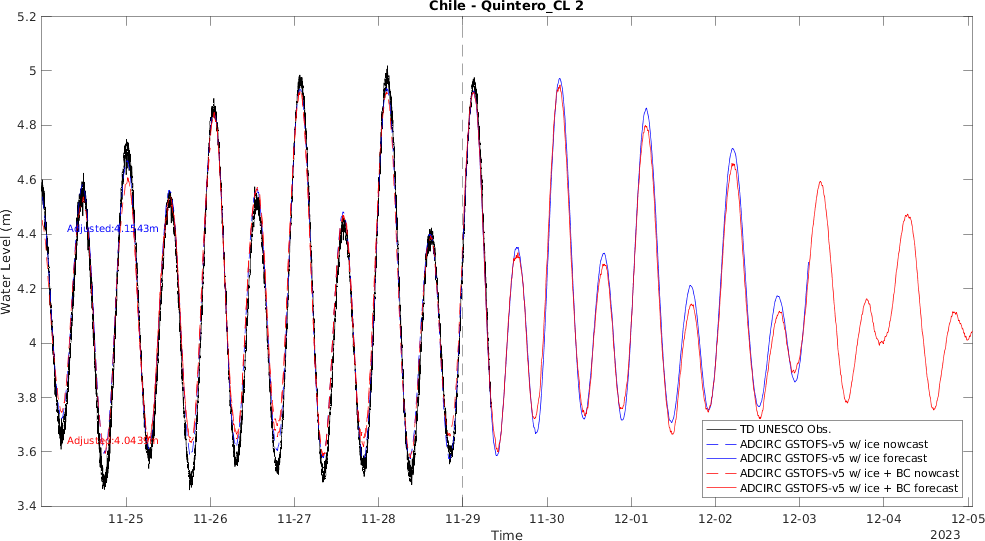 Chile - Quintero_CL 2
5.2
5
4.8
4.6
4.4
4.2
4
3.8
3.6
3.4
Water Level (m)
Adjusted:4.1543m
Adjusted:4.0439m
TD UNESCO Obs.
ADCIRC GSTOFS-v5 w/ ice nowcast
ADCIRC GSTOFS-v5 w/ ice forecast
ADCIRC GSTOFS-v5 w/ ice + BC nowcast
ADCIRC GSTOFS-v5 w/ ice + BC forecast
11-25 11-26 11-27 11-28 11-29 11-30 12-01 12-02 12-03 12-04 12-05
Time
2023